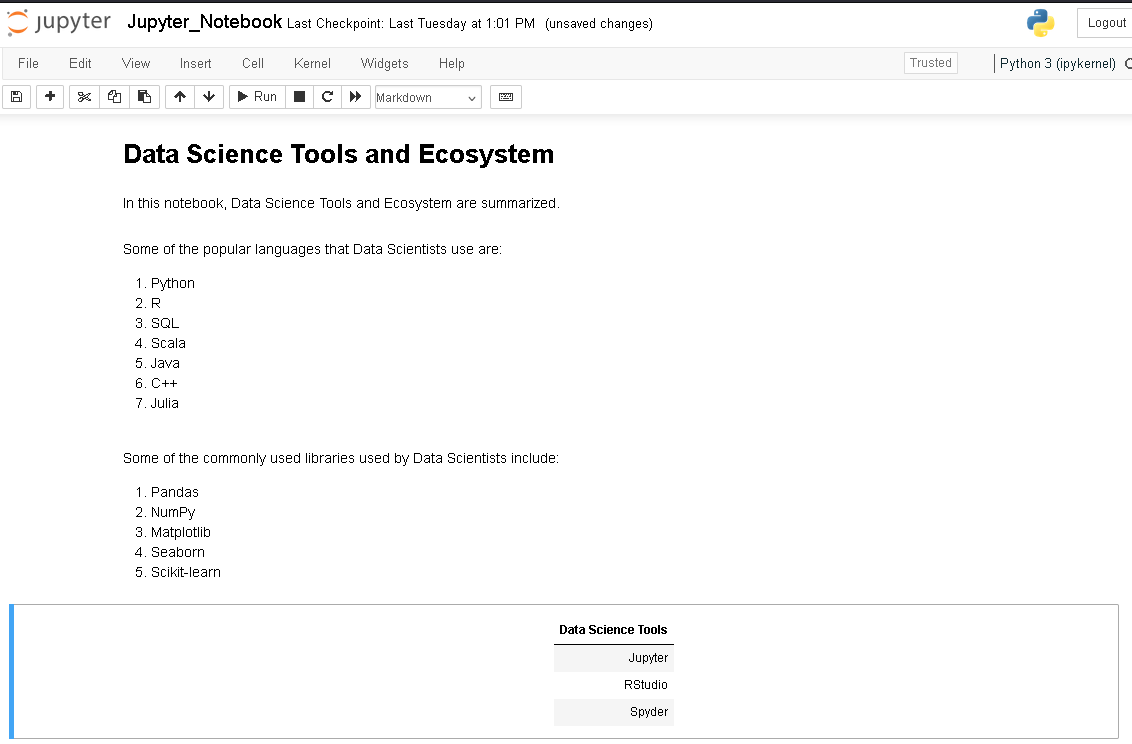 jupyter Jupyter_Notebook Last Checkpoint: Last Tuesday at 1:01 PM (unsaved changes) Logout
File Edit View Insert Cell Kernel Widgets Help Trusted Python 3 (ipykernel)
Run Markdown
Data Science Tools and Ecosystem
In this notebook, Data Science Tools and Ecosystem are summarized.
Some of the popular languages that Data Scientists use are:
1. Python
2. R
3. SQL
4. Scala
5. Java
6. C++
7. Julia
Some of the commonly used libraries used by Data Scientists include:
1. Pandas
2. NumPy
3. Matplotlib
4. Seaborn
5. Scikit-learn
Data Science Tools
Jupyter
RStudio
Spyder